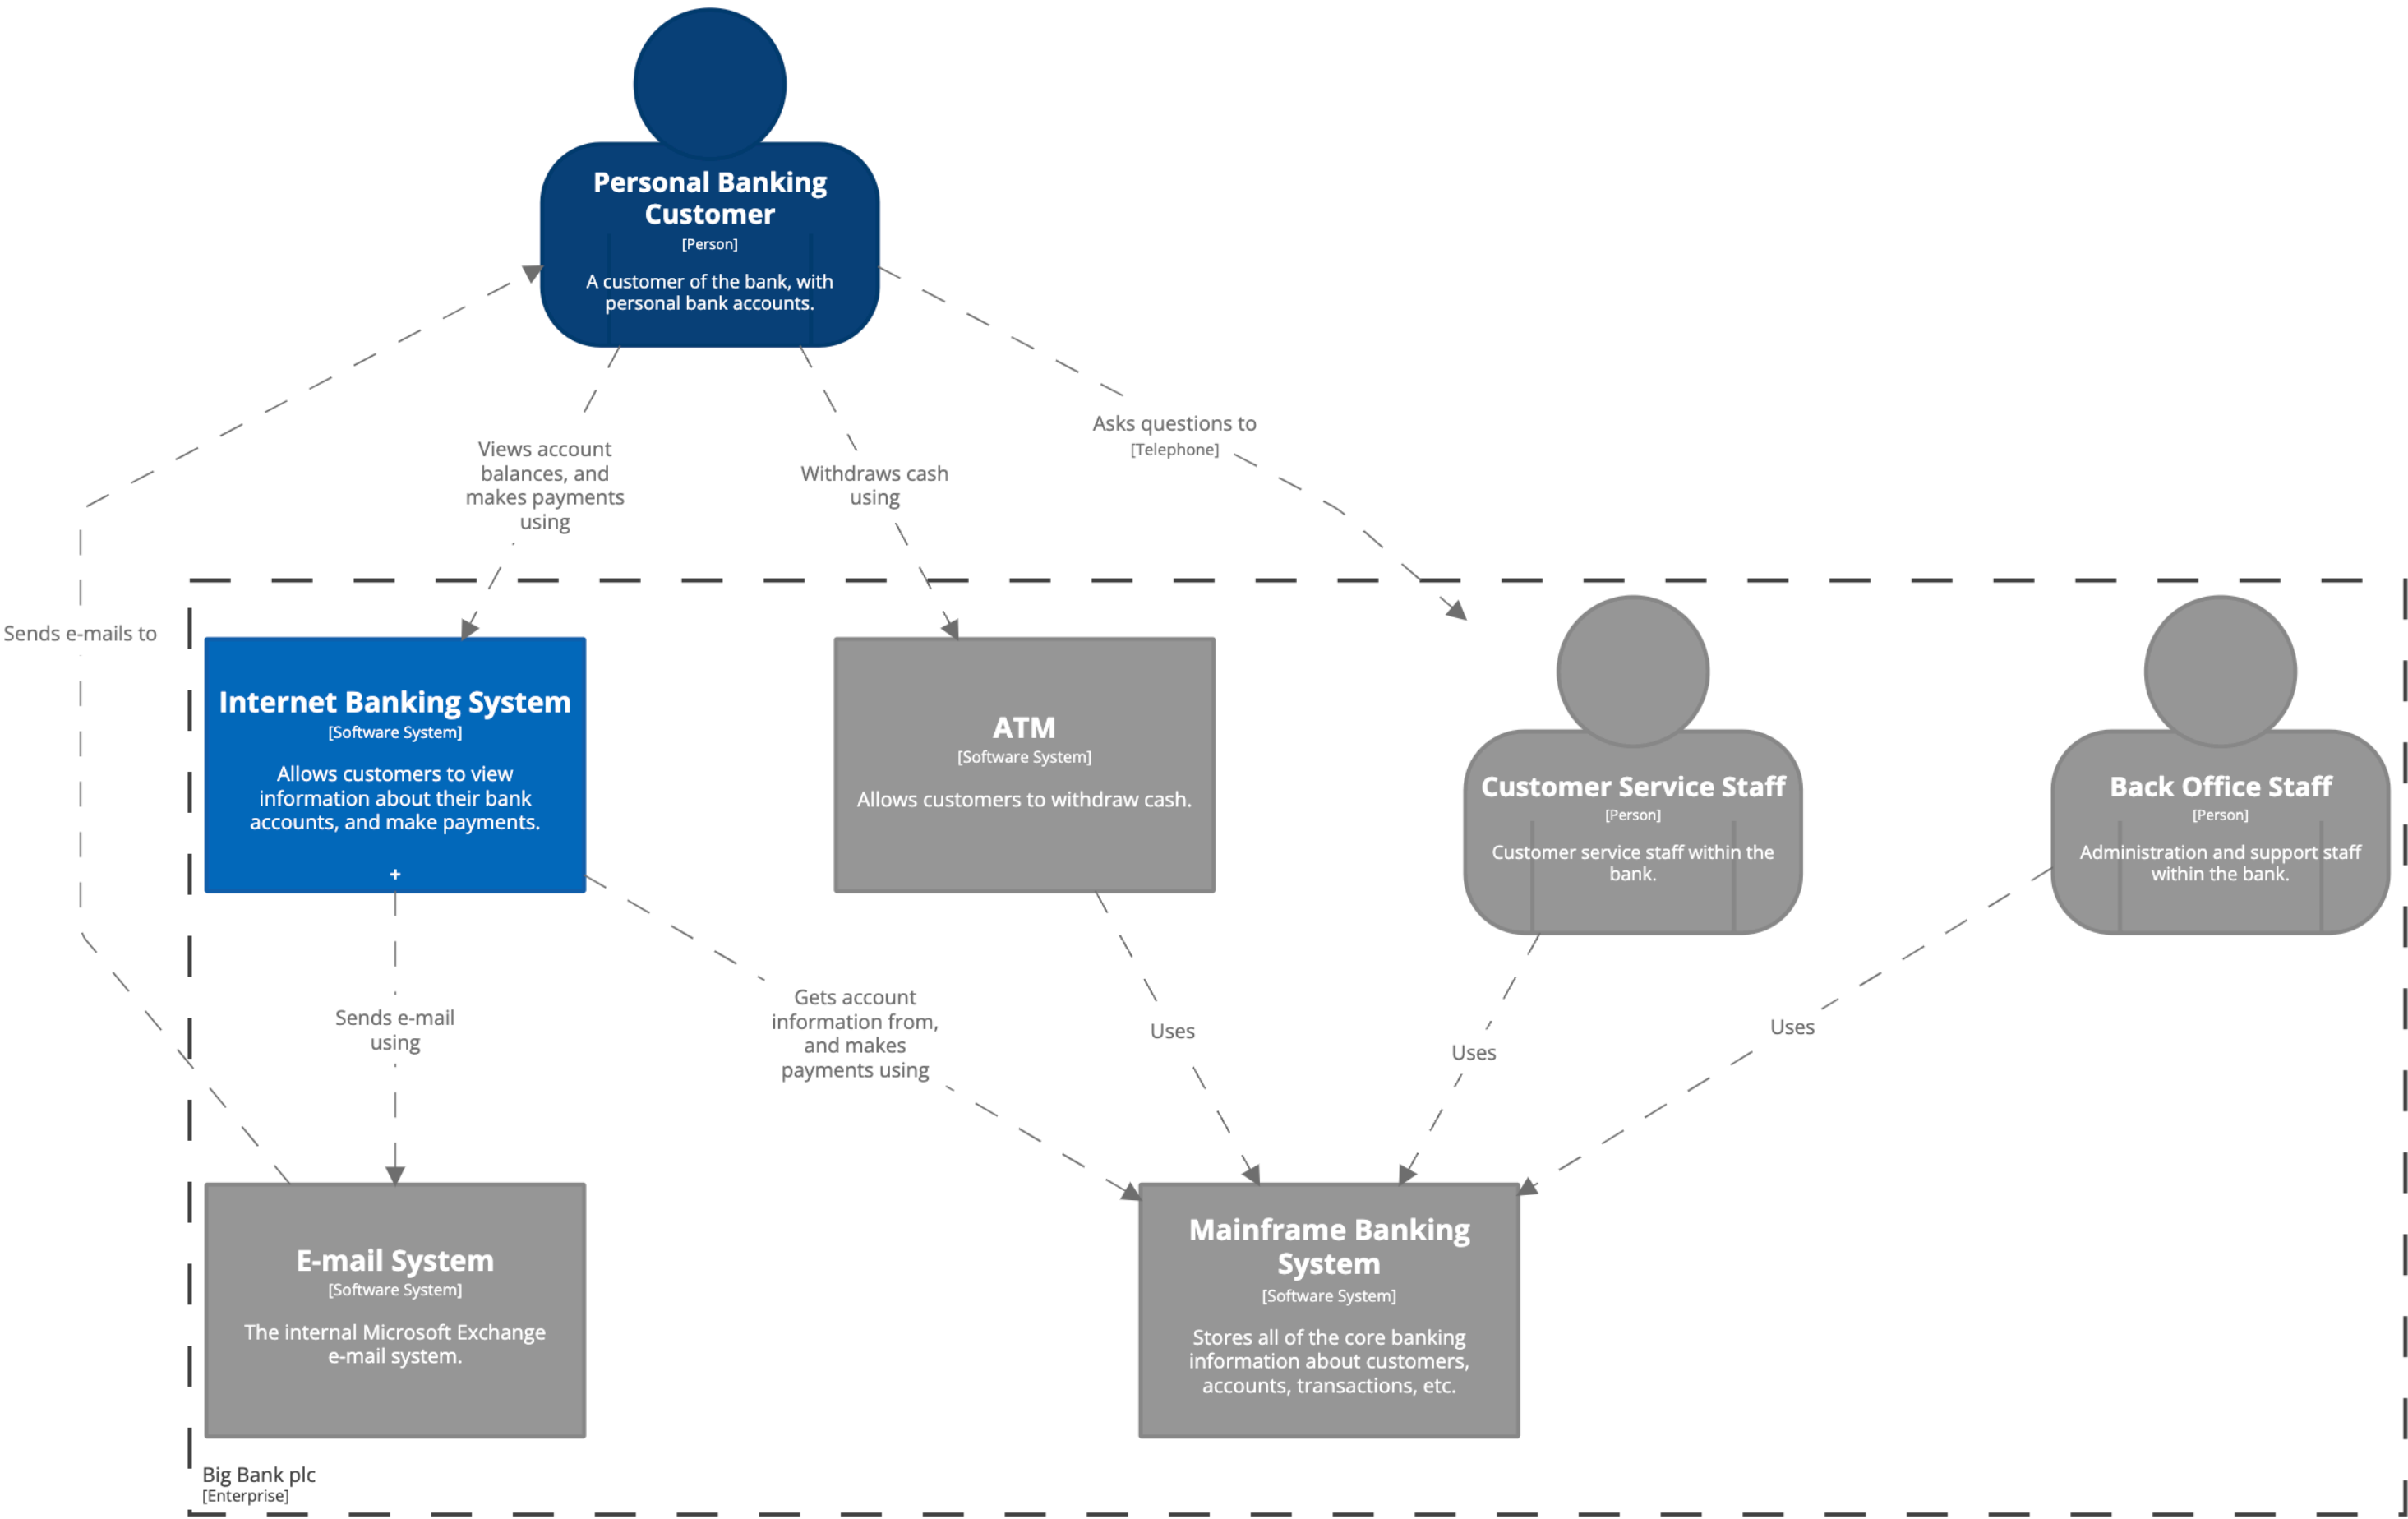 Personal Banking
Customer
[Person]
A customer of the bank, with
personal bank accounts.
Views account
balances, and
makes payments
using
Withdraws cash
using
Asks questions to
[Telephone]
Sends e-mails to
Internet Banking System
[Software System]
Allows customers to view
information about their bank
accounts, and make payments.
+
ATM
[Software System]
Allows customers to withdraw cash.
Customer Service Staff
[Person]
Customer service staff within the
bank.
Back Office Staff
[Person]
Administration and support staff
within the bank.
Sends e-mail
using
Gets account
information from,
and makes
payments using
Uses
Uses
Uses
E-mail System
[Software System]
The internal Microsoft Exchange
e-mail system.
Mainframe Banking
System
[Software System]
Stores all of the core banking
information about customers,
accounts, transactions, etc.
Big Bank plc
[Enterprise]